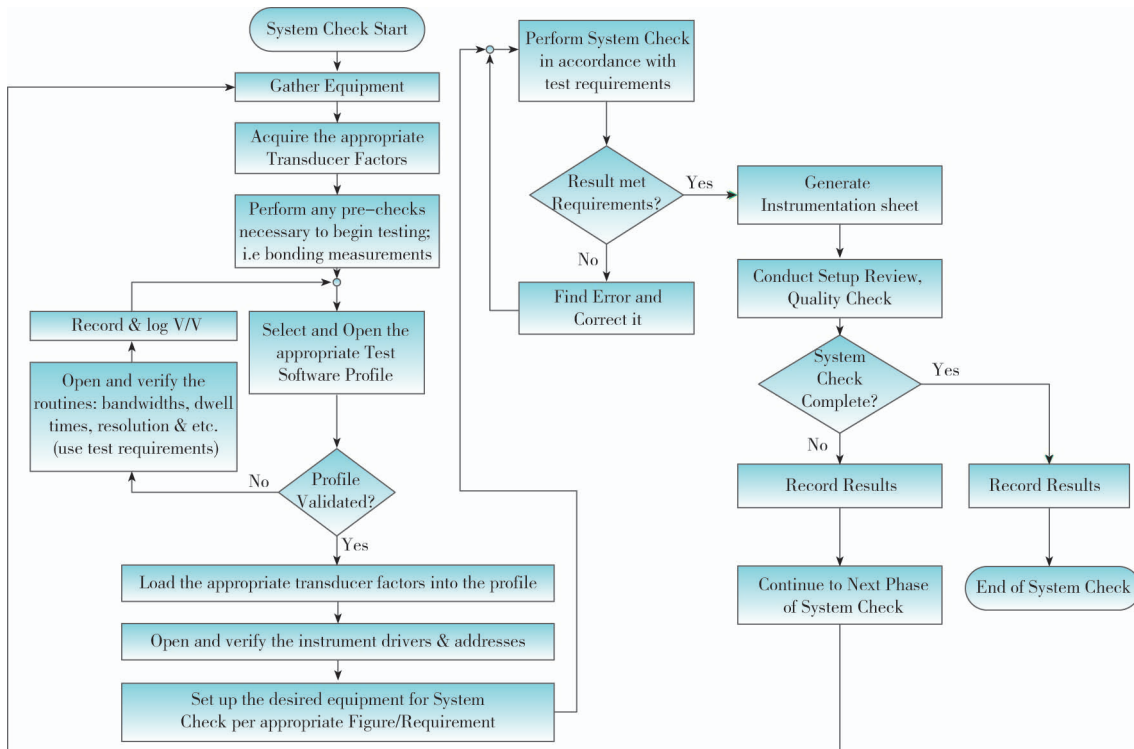 System Check Start
Gather Equipment
Acquire the appropriate
Transducer Factors
Perform any pre-checks
necessary to begin testing;
i.e bonding measurements
Record & log V/V
Select and Open the
appropriate Test
Software Profile
Open and verify the
routines: bandwidths, dwell
times, resolution & etc.
(use test requirements)
No
Profile
Validated?
Yes
Load the appropriate transducer factors into the profile
Open and verify the instrument drivers & addresses
Set up the desired equipment for System
Check per appropriate Figure/Requirement
Perform System Check
in accordance with
test requirements
Result met
Requirements?
Yes
No
Find Error and
Correct it
Generate
Instrumentation sheet
Conduct Setup Review,
Quality Check
System
Check
Complete?
Yes
No
Record Results
Record Results
Continue to Next Phase
of System Check
End of System Check